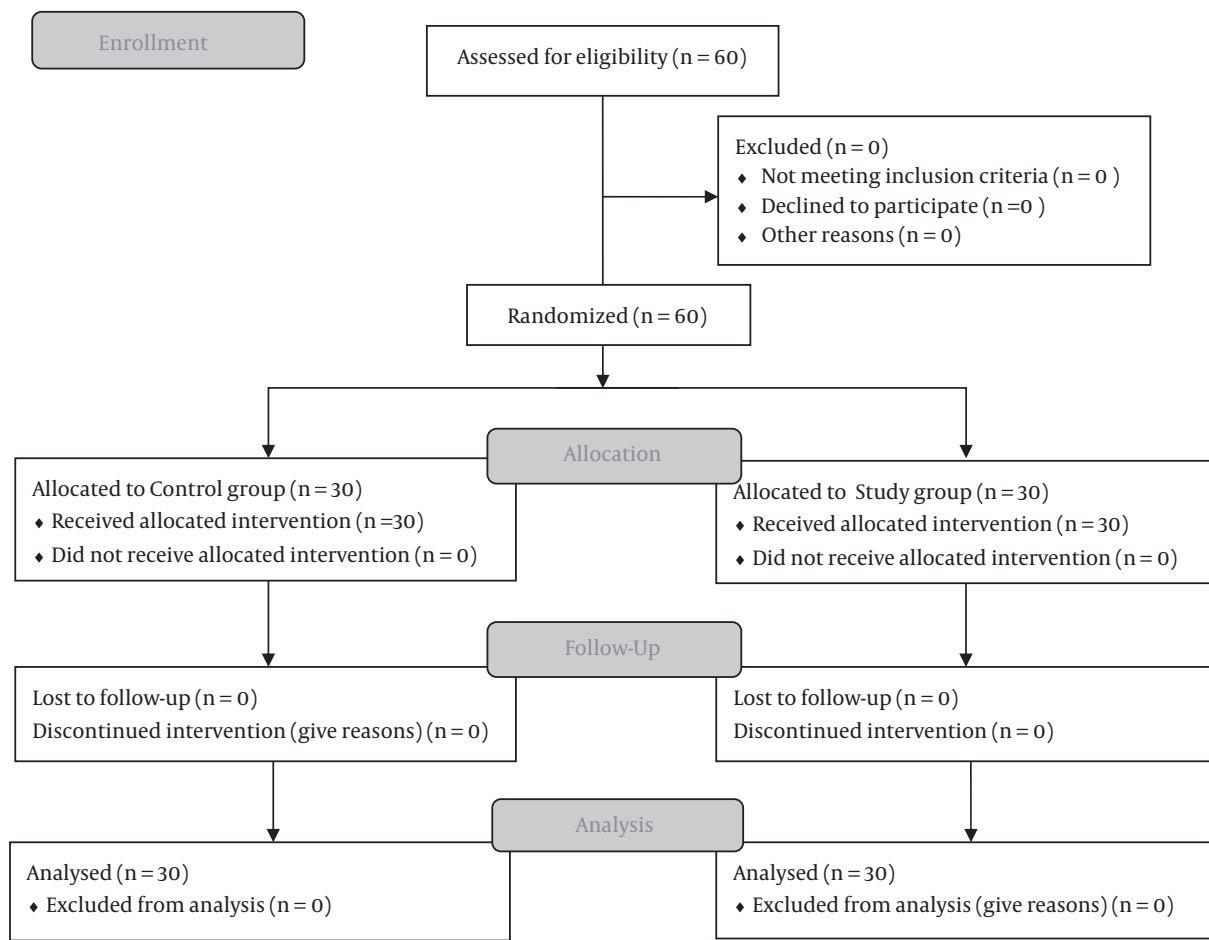 Enrollment
Assessed for eligibility (n = 60)
Excluded (n = 0)
♦ Not meeting inclusion criteria (n = 0 )
♦ Declined to participate (n =0 )
♦ Other reasons (n = 0)
Randomized (n = 60)
Allocation
Allocated to Control group (n = 30)
♦ Received allocated intervention (n =30)
♦ Did not receive allocated intervention (n = 0)
Allocated to Study group (n = 30)
♦ Received allocated intervention (n = 30)
♦ Did not receive allocated intervention (n = 0)
Follow-Up
Lost to follow-up (n = 0)
Discontinued intervention (give reasons) (n = 0)
Lost to follow-up (n = 0)
Discontinued intervention (n = 0)
Analysis
Analysed (n = 30)
♦ Excluded from analysis (n = 0)
Analysed (n = 30)
♦ Excluded from analysis (give reasons) (n = 0)